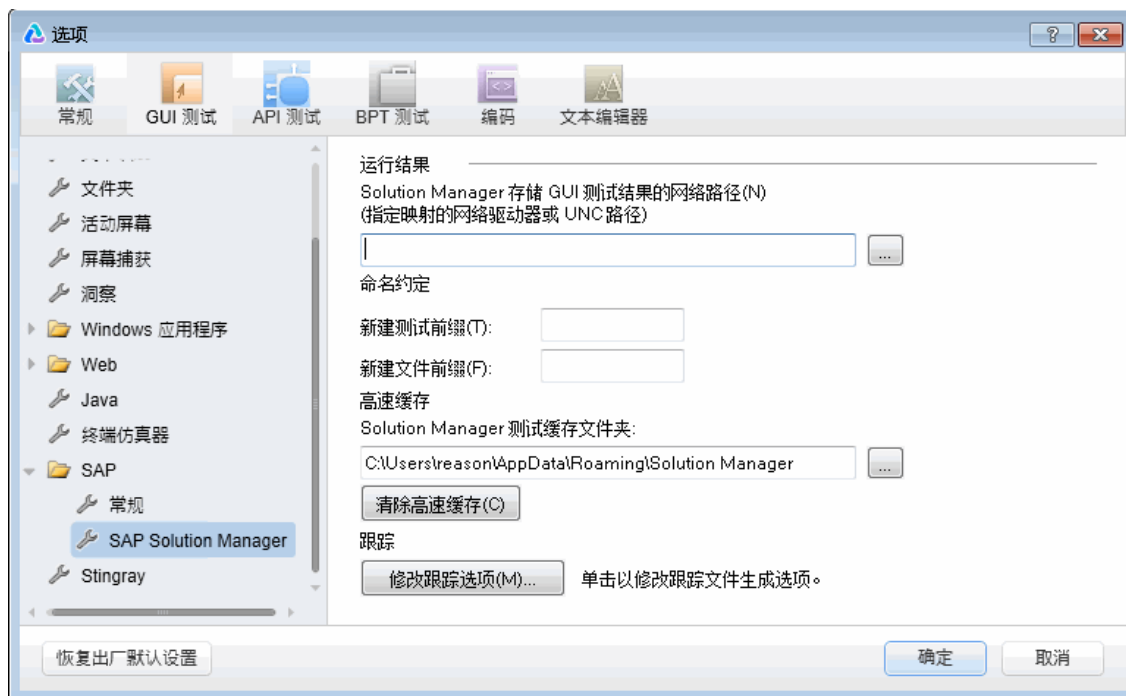 选项
常规
GUI 测试
API 测试
BPT 测试
编码
文本编辑器
文件夹
活动屏幕
屏幕捕获
洞察
Windows 应用程序
Web
Java
终端仿真器
SAP
常规
SAP Solution Manager
Stingray
运行结果
Solution Manager 存储 GUI 测试结果的网络路径(N)
(指定映射的网络驱动器或 UNC 路径)
...
命名约定
新建测试前缀(T):
新建文件前缀(F):
高速缓存
Solution Manager 测试缓存文件夹:
C:\Users\reason\AppData\Roaming\Solution Manager
...
清除高速缓存(C)
跟踪
修改跟踪选项(M)...
单击以修改跟踪文件生成选项。
恢复出厂默认设置
确定
取消